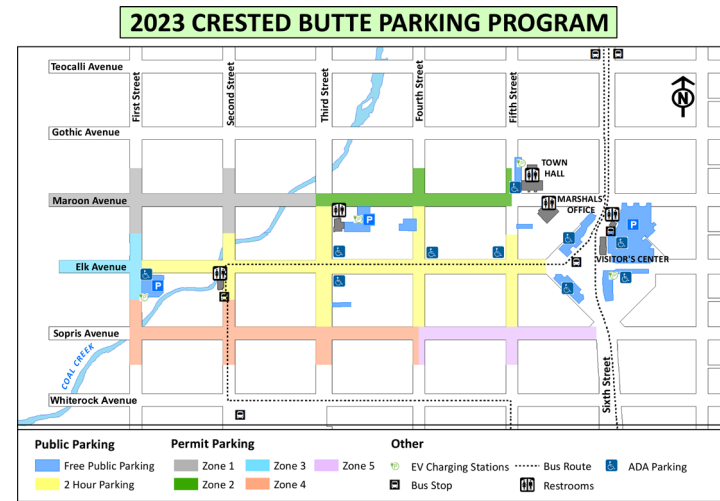 2023 CRESTED BUTTE PARKING PROGRAM
Teocalli Avenue
First Street
Second Street
Third Street
Fourth Street
Fifth Street
N
Gothic Avenue
TOWN
HALL
Maroon Avenue
MARSHALS
OFFICE
P
P
Elk Avenue
VISITOR'S CENTER
P
Sopris Avenue
COAL CREEK
Sixth Street
Whiterock Avenue
Public Parking
Free Public Parking
2 Hour Parking
Permit Parking
Zone 1
Zone 2
Zone 3
Zone 4
Zone 5
Other
EV Charging Stations
Bus Stop
Bus Route
Restrooms
ADA Parking